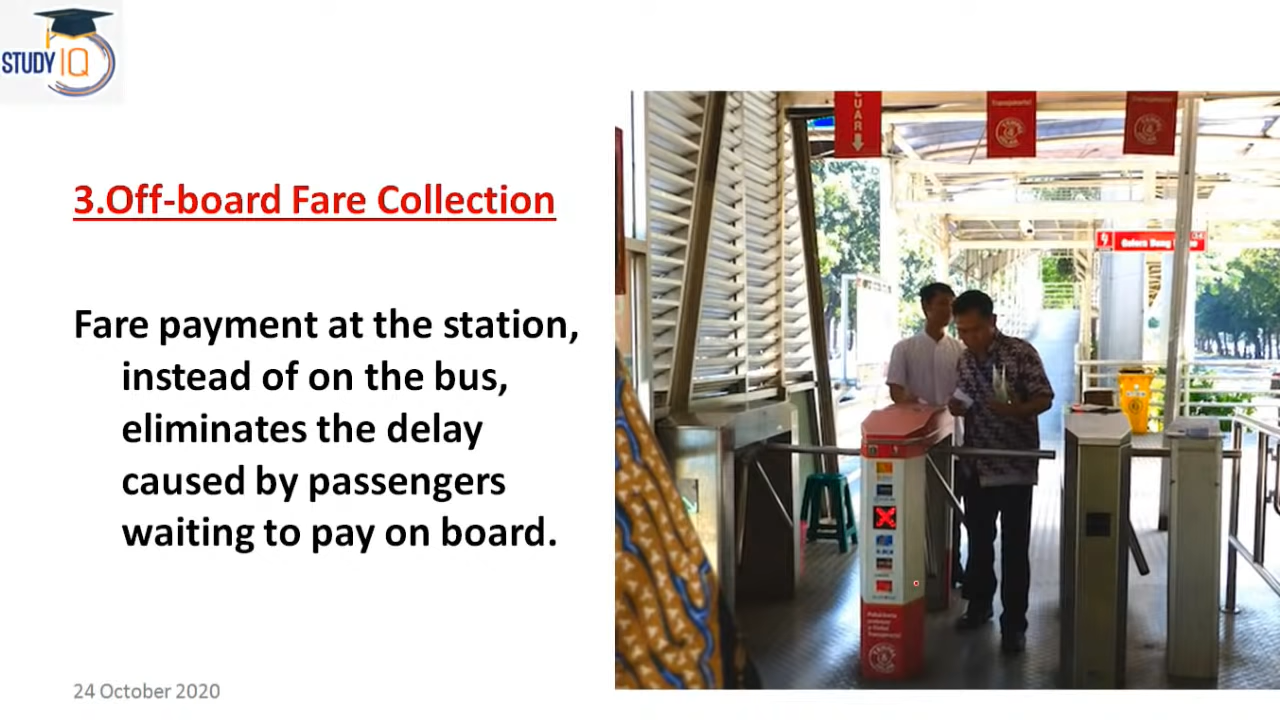 STUDY IQ
3.Off-board Fare Collection
Fare payment at the station,
instead of on the bus,
eliminates the delay
caused by passengers
waiting to pay on board.
24 October 2020
LUAR
Transjakarta